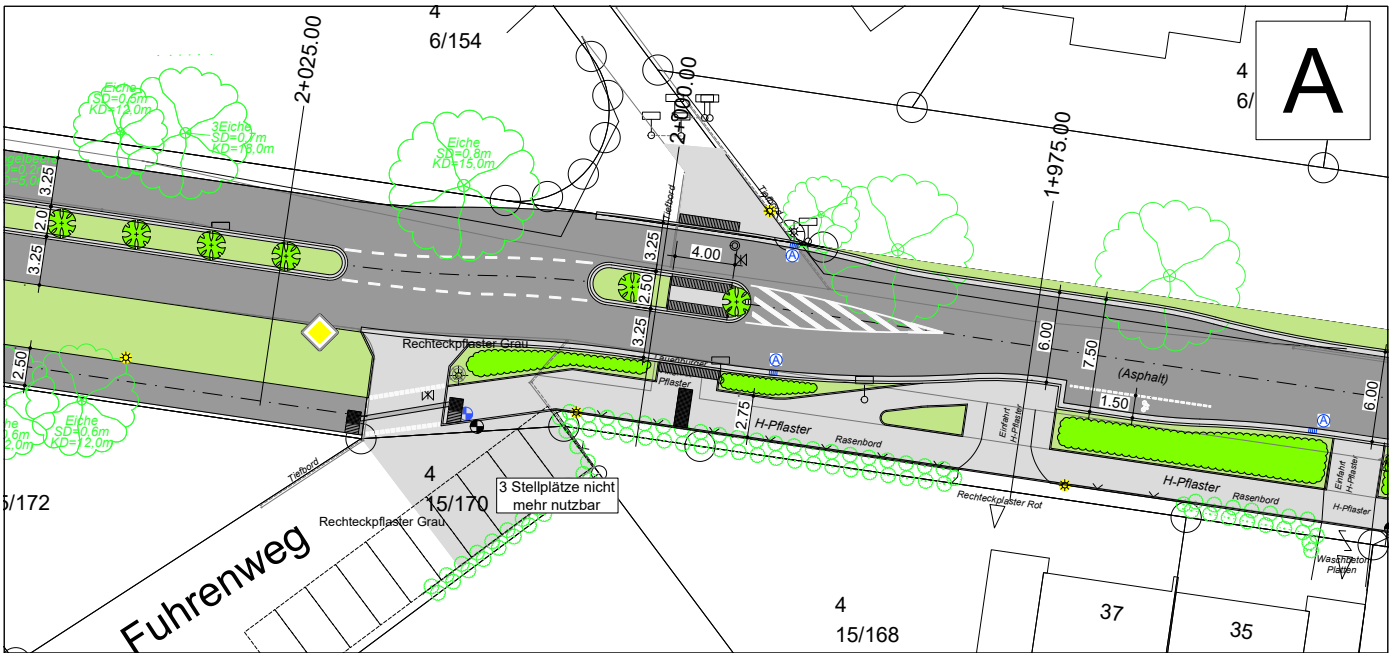 4
6/154
2+025.00
2+000.00
1+975.00
4
6/
A
Eiche
SD=0,6m
KD=12,0m
3Eiche
SD=0,7m
KD=18,0m
Eiche
SD=0,8m
KD=15,0m
3.25
2.0
3.25
2.50
Tiefbord
Tiefbord
3.25
4.00
2.50
3.25
A
A
A
6.00
7.50
(Asphalt)
1.50
6.00
Rechteckpflaster Grau
Pflaster
2.75
H-Pflaster
Rasenbord
Einfahrt
H-Pflaster
H-Pflaster
Rasenbord
Einfahrt
H-Pflaster
H-Pflaster
Eiche
SD=0,6m
KD=12,0m
Tiefbord
5/172
4
15/170
3 Stellplätze nicht
mehr nutzbar
Rechteckpflaster Grau
Rechteckplaster Rot
Waschbeton
Platten
Fuhrenweg
4
15/168
37
35